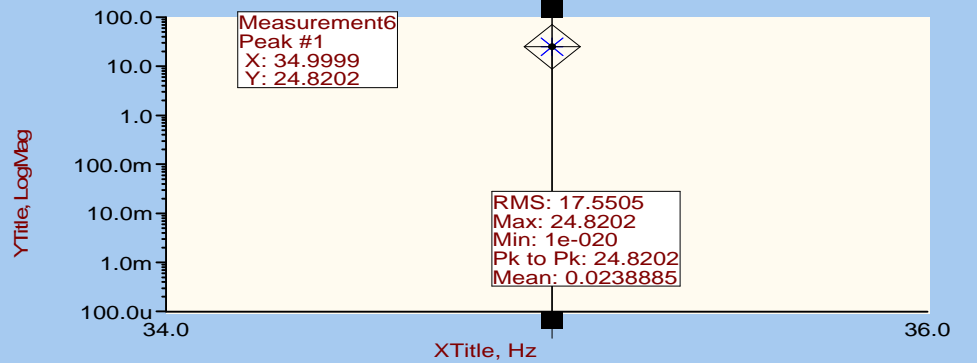 100.0
10.0
1.0
100.0m
10.0m
1.0m
100.0u
YTitle, LogMag
Measurement6
Peak #1
X: 34.9999
Y: 24.8202
RMS: 17.5505
Max: 24.8202
Min: 1e-020
Pk to Pk: 24.8202
Mean: 0.0238885
34.0
36.0
XTitle, Hz